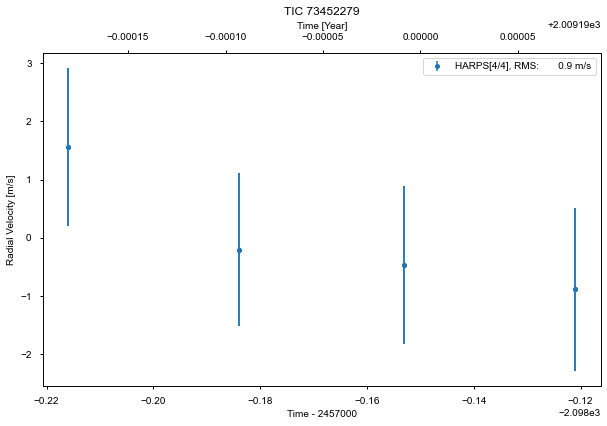 TIC 73452279
Time [Year]
+2.00919e3
−0.00015 −0.00010 −0.00005 0.00000 0.00005
HARPS[4/4], RMS: 0.9 m/s
3
2
1
0
−1
−2
Radial Velocity [m/s]
−0.22 −0.20 −0.18 −0.16 −0.14 −0.12
Time - 2457000
−2.098e3